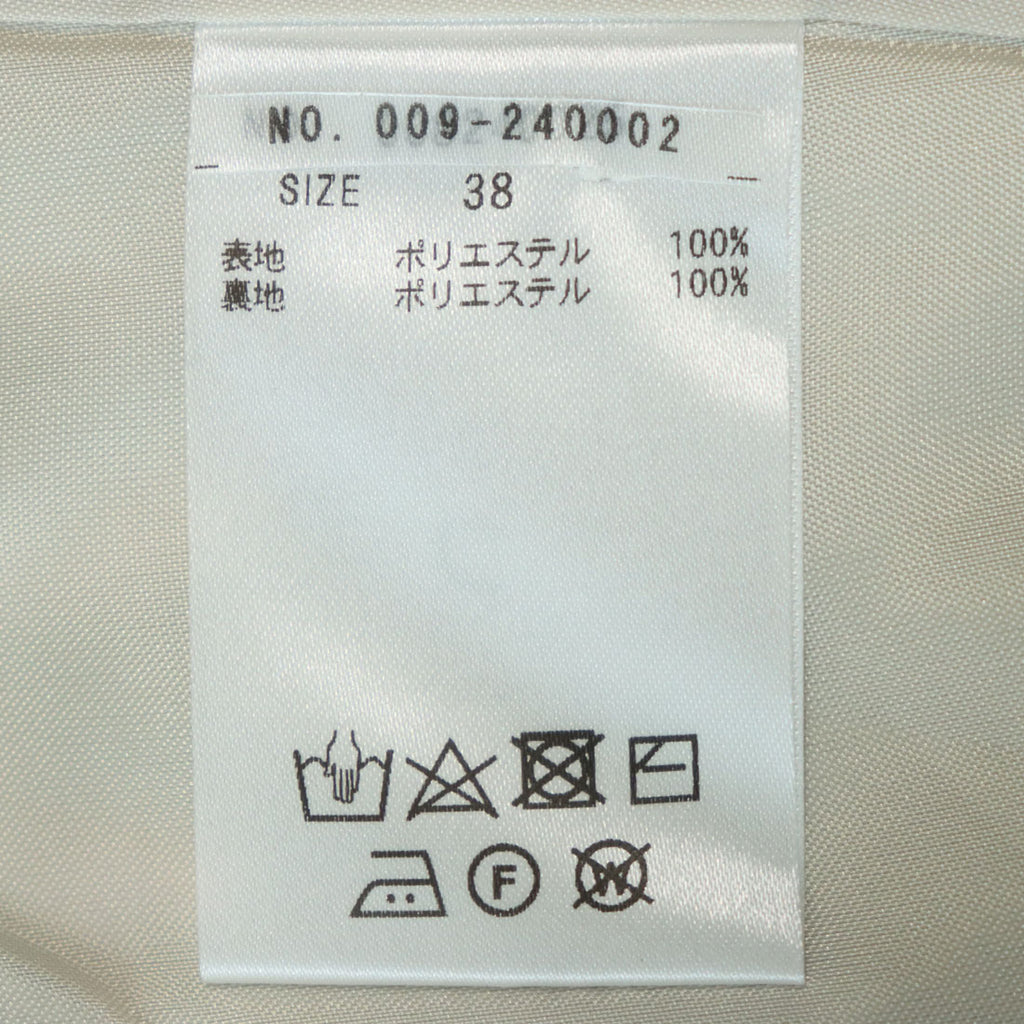 NO. 009-240002
SIZE 38
表地 ポリエステル 100%
裏地 ポリエステル 100%
F
W